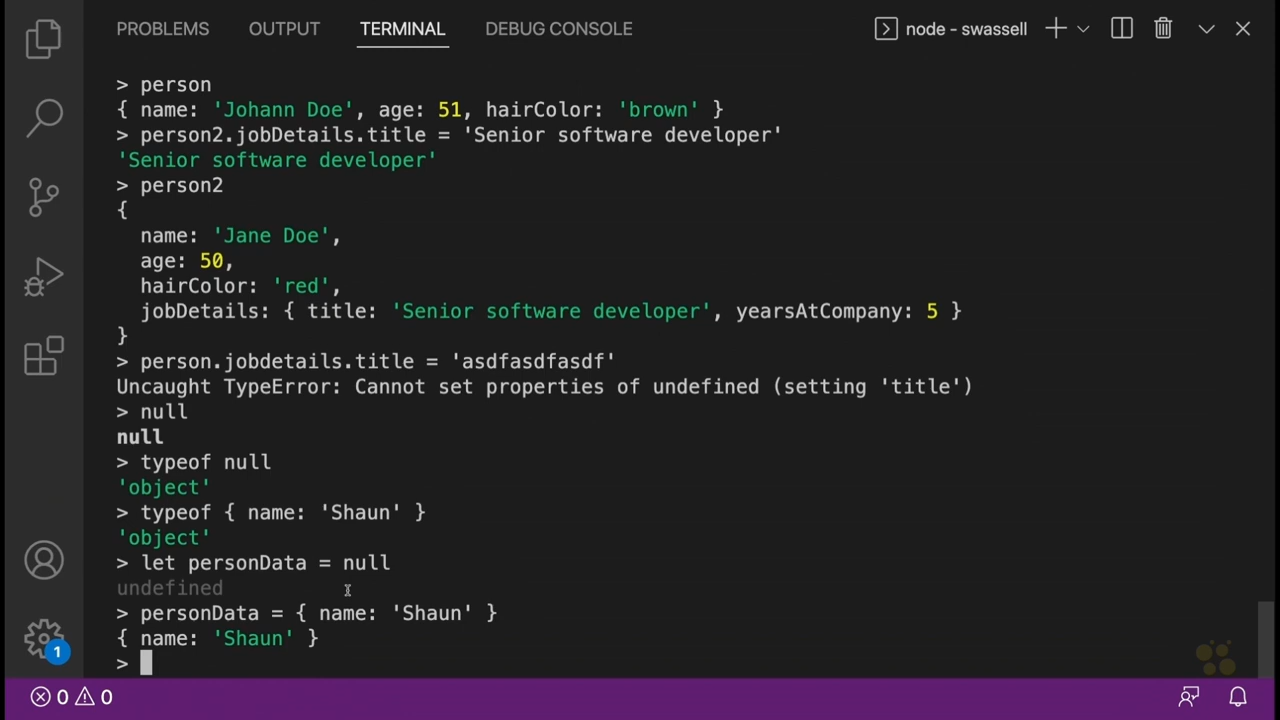 PROBLEMS OUTPUT TERMINAL DEBUG CONSOLE node - swassell
> person
{ name: 'Johann Doe', age: 51, hairColor: 'brown' }
> person2.jobDetails.title = 'Senior software developer'
'Senior software developer'
> person2
{
  name: 'Jane Doe',
  age: 50,
  hairColor: 'red',
  jobDetails: { title: 'Senior software developer', yearsAtCompany: 5 }
}
> person.jobdetails.title = 'asdfasdfasdf'
Uncaught TypeError: Cannot set properties of undefined (setting 'title')
> null
null
> typeof null
'object'
> typeof { name: 'Shaun' }
'object'
> let personData = null
undefined
> personData = { name: 'Shaun' }
{ name: 'Shaun' }
>
1
0 0